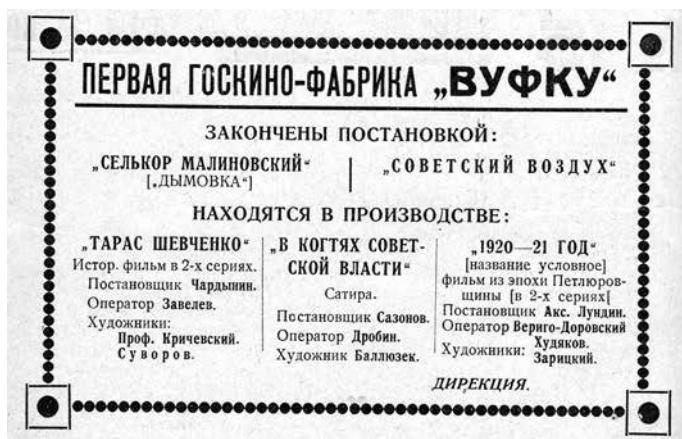 ПЕРВАЯ ГОСКИНО-ФАБРИКА „ВУФКУ“
ЗАКОНЧЕНЫ ПОСТАНОВКОЙ:
„СЕЛЬКОР МАЛИНОВСКИЙ“
[„ДЫМОВКА“]
„СОВЕТСКИЙ ВОЗДУХ“
НАХОДЯТСЯ В ПРОИЗВОДСТВЕ:
„ТАРАС ШЕВЧЕНКО“
Истор. фильм в 2-х сериях.
Постановщик Чардынин.
Оператор Завелев.
Художники:
Проф. Кричевский.
Суворов.
„В КОГТЯХ СОВЕТ-
СКОЙ ВЛАСТИ“
Сатира.
Постановщик Сазонов.
Оператор Дробин.
Художник Баллюзек.
„1920—21 ГОД“
[название условное]
фильм из эпохи Петлюров-
щины [в 2-х сериях[
Постановщик Акс. Лундин.
Оператор Вериго-Доровский
Художники: Худяков.
Зарицкий.
ДИРЕКЦИЯ.